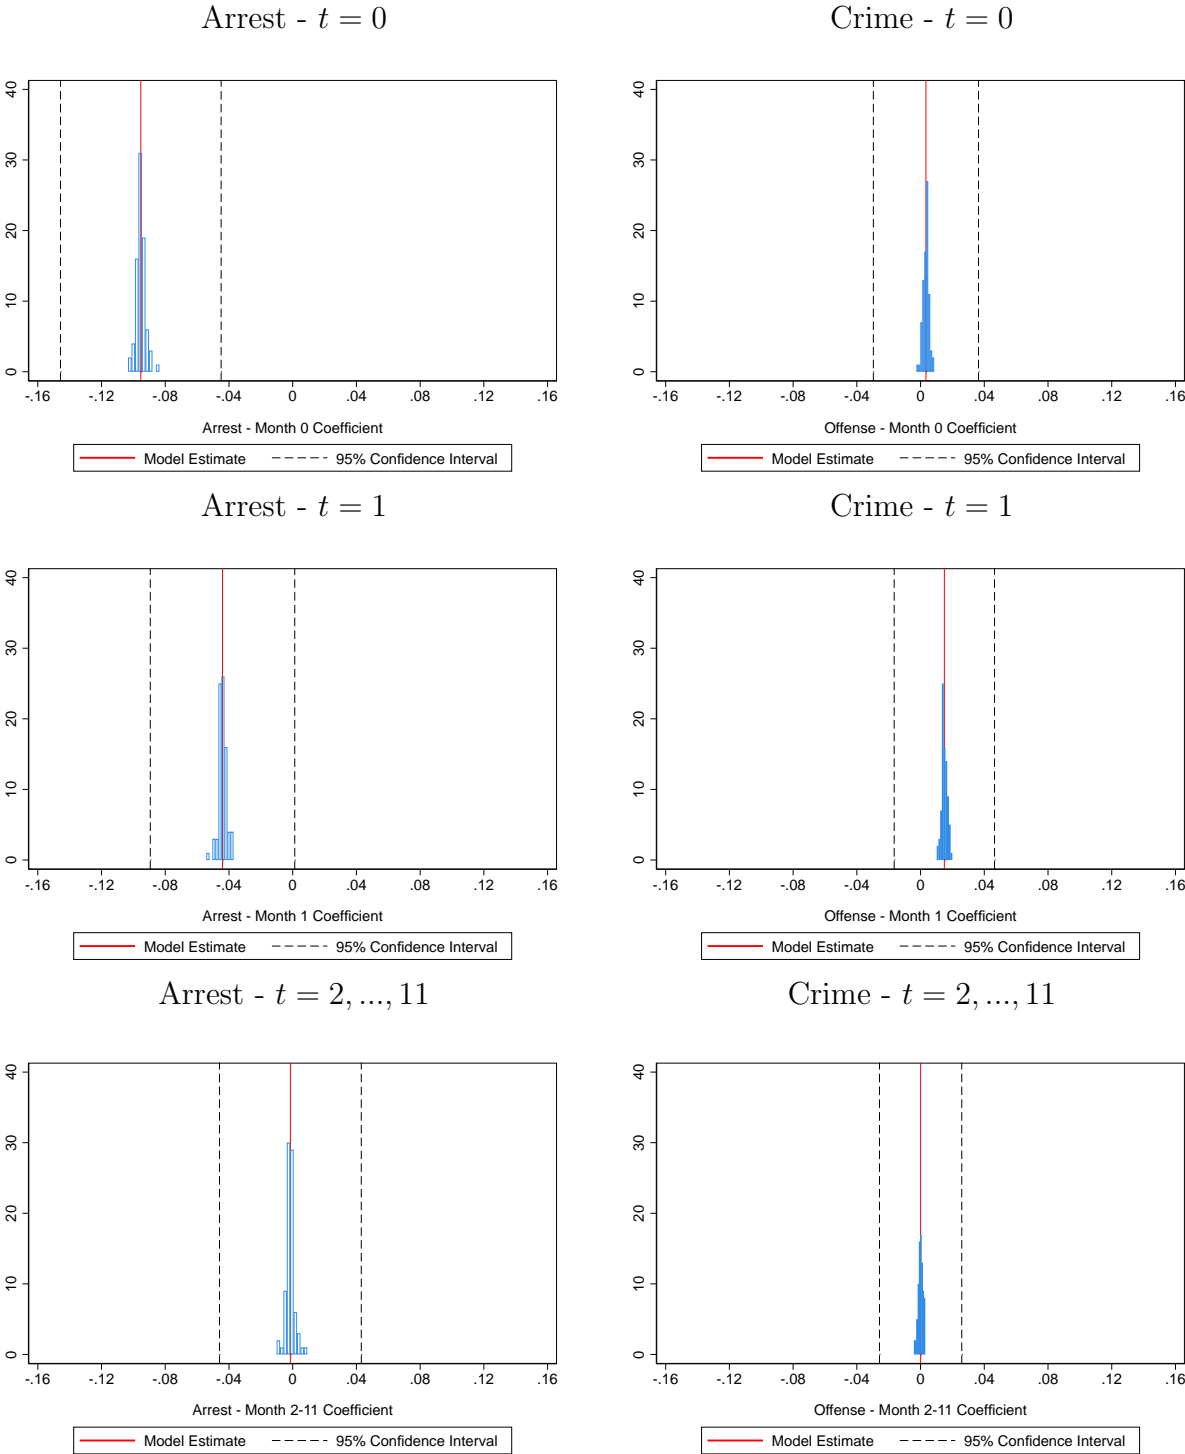 Arrest - t = 0
Crime - t = 0
40
30
20
10
0
-.16 -.12 -.08 -.04 0 .04 .08 .12 .16
Arrest - Month 0 Coefficient
Model Estimate 95% Confidence Interval
40
30
20
10
0
-.16 -.12 -.08 -.04 0 .04 .08 .12 .16
Offense - Month 0 Coefficient
Model Estimate 95% Confidence Interval
Arrest - t = 1
Crime - t = 1
40
30
20
10
0
-.16 -.12 -.08 -.04 0 .04 .08 .12 .16
Arrest - Month 1 Coefficient
Model Estimate 95% Confidence Interval
40
30
20
10
0
-.16 -.12 -.08 -.04 0 .04 .08 .12 .16
Offense - Month 1 Coefficient
Model Estimate 95% Confidence Interval
Arrest - t = 2, ..., 11
Crime - t = 2, ..., 11
40
30
20
10
0
-.16 -.12 -.08 -.04 0 .04 .08 .12 .16
Arrest - Month 2-11 Coefficient
Model Estimate 95% Confidence Interval
40
30
20
10
0
-.16 -.12 -.08 -.04 0 .04 .08 .12 .16
Offense - Month 2-11 Coefficient
Model Estimate 95% Confidence Interval